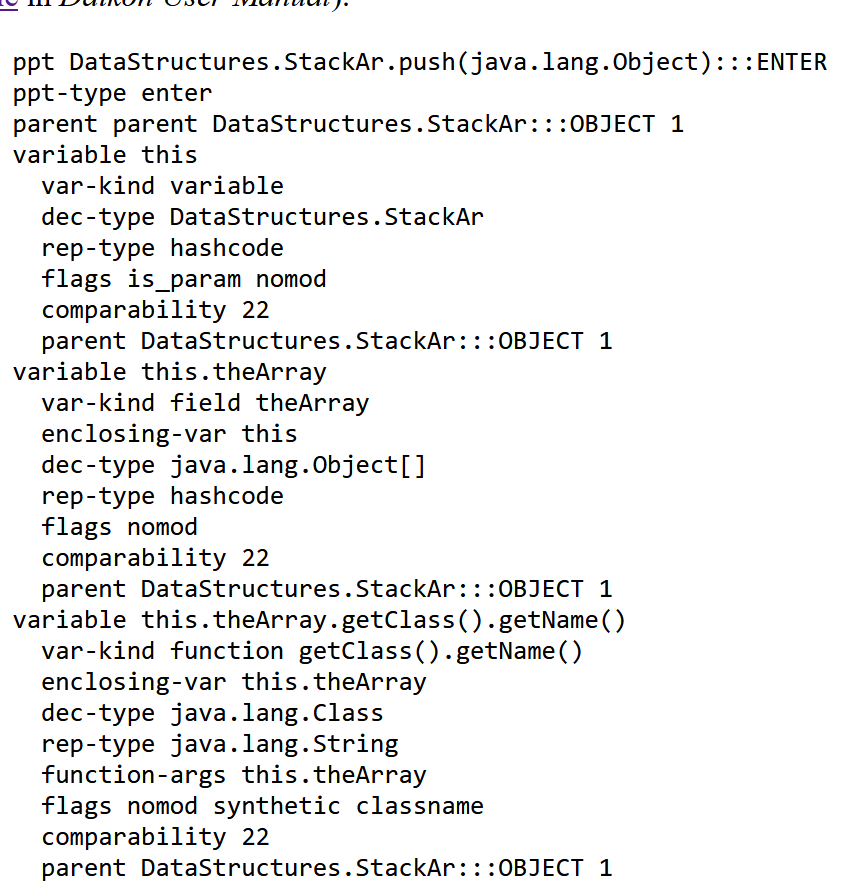 in Daikon User Manual).
ppt DataStructures.StackAr.push(java.lang.Object):::ENTER
ppt-type enter
parent parent DataStructures.StackAr:::OBJECT 1
variable this
  var-kind variable
  dec-type DataStructures.StackAr
  rep-type hashcode
  flags is_param nomod
  comparability 22
  parent DataStructures.StackAr:::OBJECT 1
variable this.theArray
  var-kind field theArray
  enclosing-var this
  dec-type java.lang.Object[]
  rep-type hashcode
  flags nomod
  comparability 22
  parent DataStructures.StackAr:::OBJECT 1
variable this.theArray.getClass().getName()
  var-kind function getClass().getName()
  enclosing-var this.theArray
  dec-type java.lang.Class
  rep-type java.lang.String
  function-args this.theArray
  flags nomod synthetic classname
  comparability 22
  parent DataStructures.StackAr:::OBJECT 1